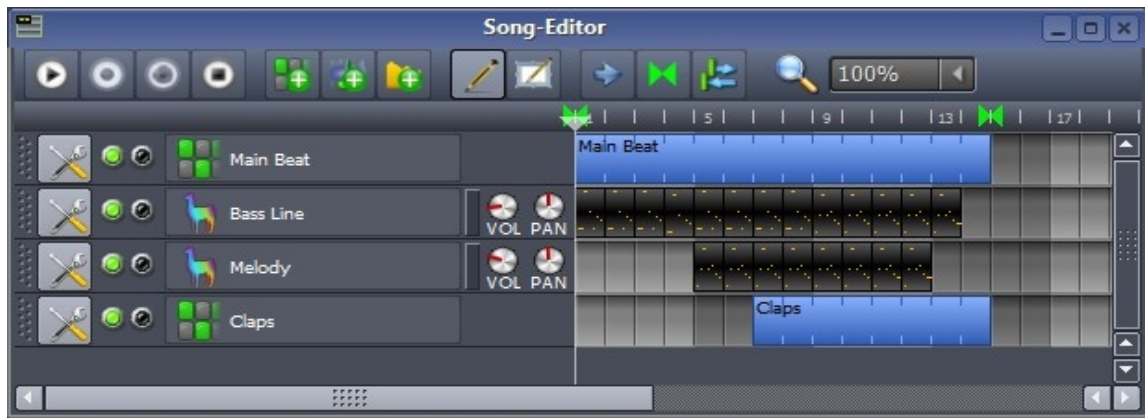 Song-Editor
100%
1 5 9 13 17
Main Beat
Main Beat
Bass Line
VOL PAN
Melody
VOL PAN
Claps
Claps